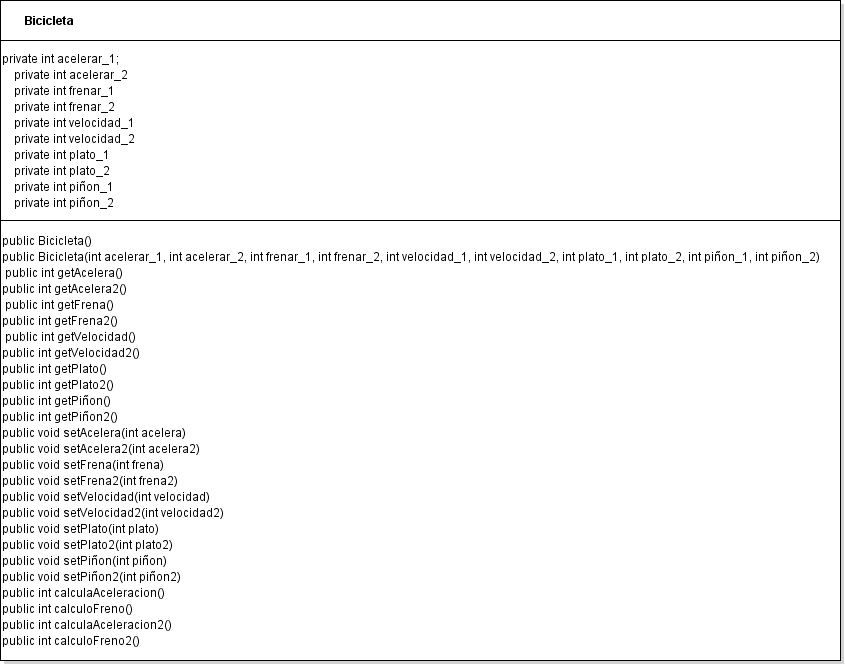 Bicicleta
private int acelerar_1;
private int acelerar_2
private int frenar_1
private int frenar_2
private int velocidad_1
private int velocidad_2
private int plato_1
private int plato_2
private int piñon_1
private int piñon_2
public Bicicleta()
public Bicicleta(int acelerar_1, int acelerar_2, int frenar_1, int frenar_2, int velocidad_1, int velocidad_2, int plato_1, int plato_2, int piñon_1, int piñon_2)
public int getAcelera()
public int getAcelera2()
public int getFrena()
public int getFrena2()
public int getVelocidad()
public int getVelocidad2()
public int getPlato()
public int getPlato2()
public int getPiñon()
public int getPiñon2()
public void setAcelera(int acelera)
public void setAcelera2(int acelera2)
public void setFrena(int frena)
public void setFrena2(int frena2)
public void setVelocidad(int velocidad)
public void setVelocidad2(int velocidad2)
public void setPlato(int plato)
public void setPlato2(int plato2)
public void setPiñon(int piñon)
public void setPiñon2(int piñon2)
public int calculaAceleracion()
public int calculoFreno()
public int calculaAceleracion2()
public int calculoFreno2()